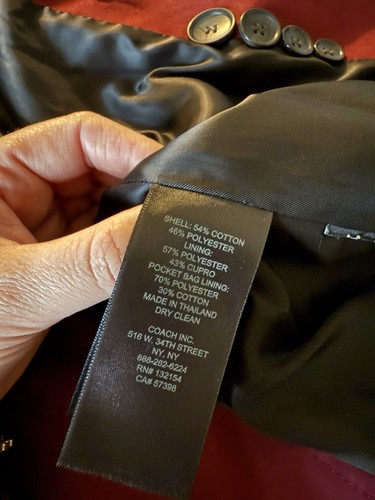 SHELL: 54% COTTON
46% POLYESTER
LINING:
57% POLYESTER
43% CUPRO
POCKET BAG LINING:
70% POLYESTER
30% COTTON
MADE IN THAILAND
DRY CLEAN
COACH INC.
516 W. 34TH STREET
NY, NY
888-262-6224
RN# 132154
CA# 57398